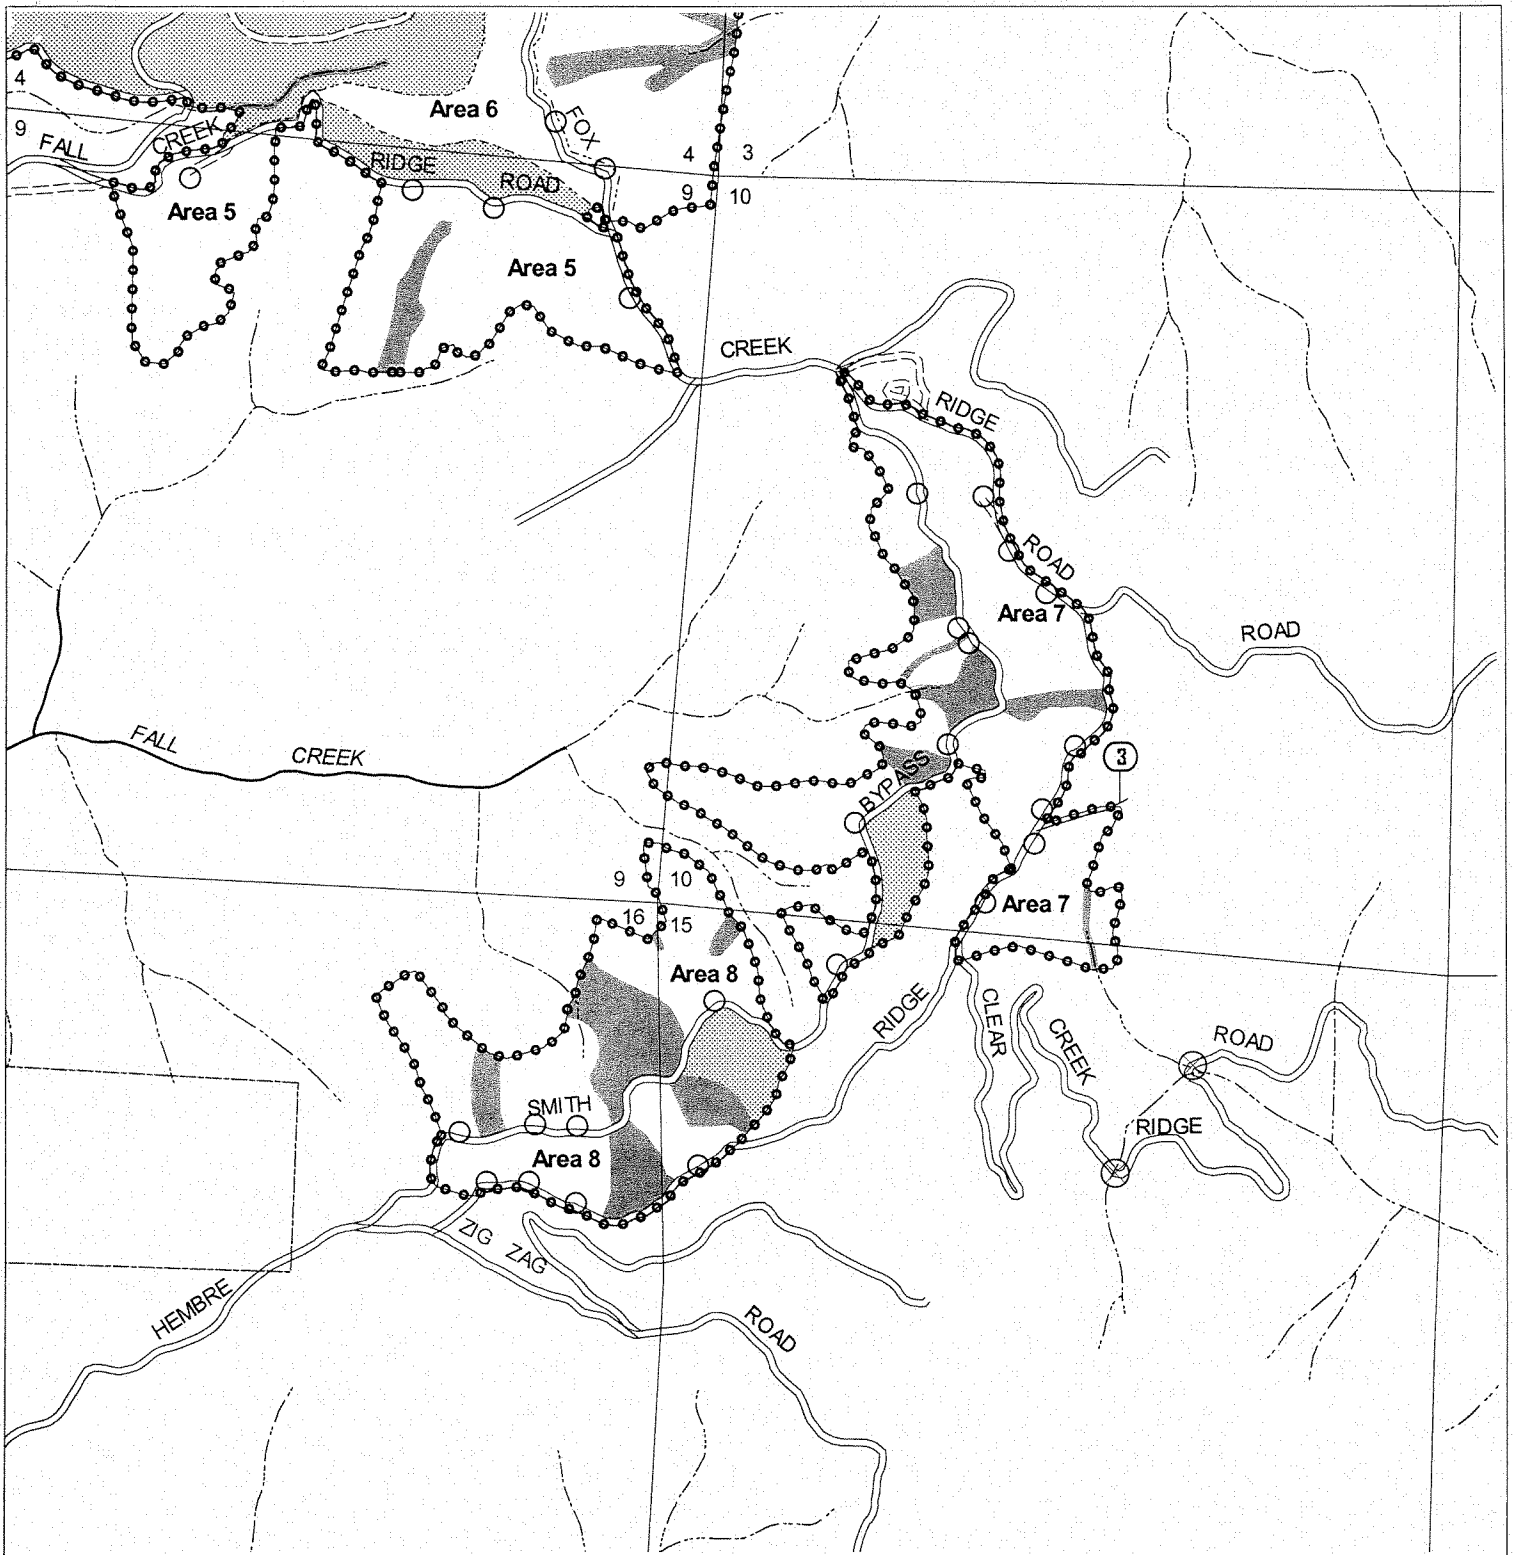 4
9
FALL
CREEK
Area 6
FOX
4 3
9 10
RIDGE
ROAD
Area 5
Area 5
CREEK
RIDGE
ROAD
Area 7
ROAD
FALL
CREEK
3
BYPASS
9 10
16 15
Area 7
Area 8
RIDGE
CLEAR
CREEK
ROAD
RIDGE
SMITH
Area 8
ZIG
ZAG
HEMBRE
ROAD